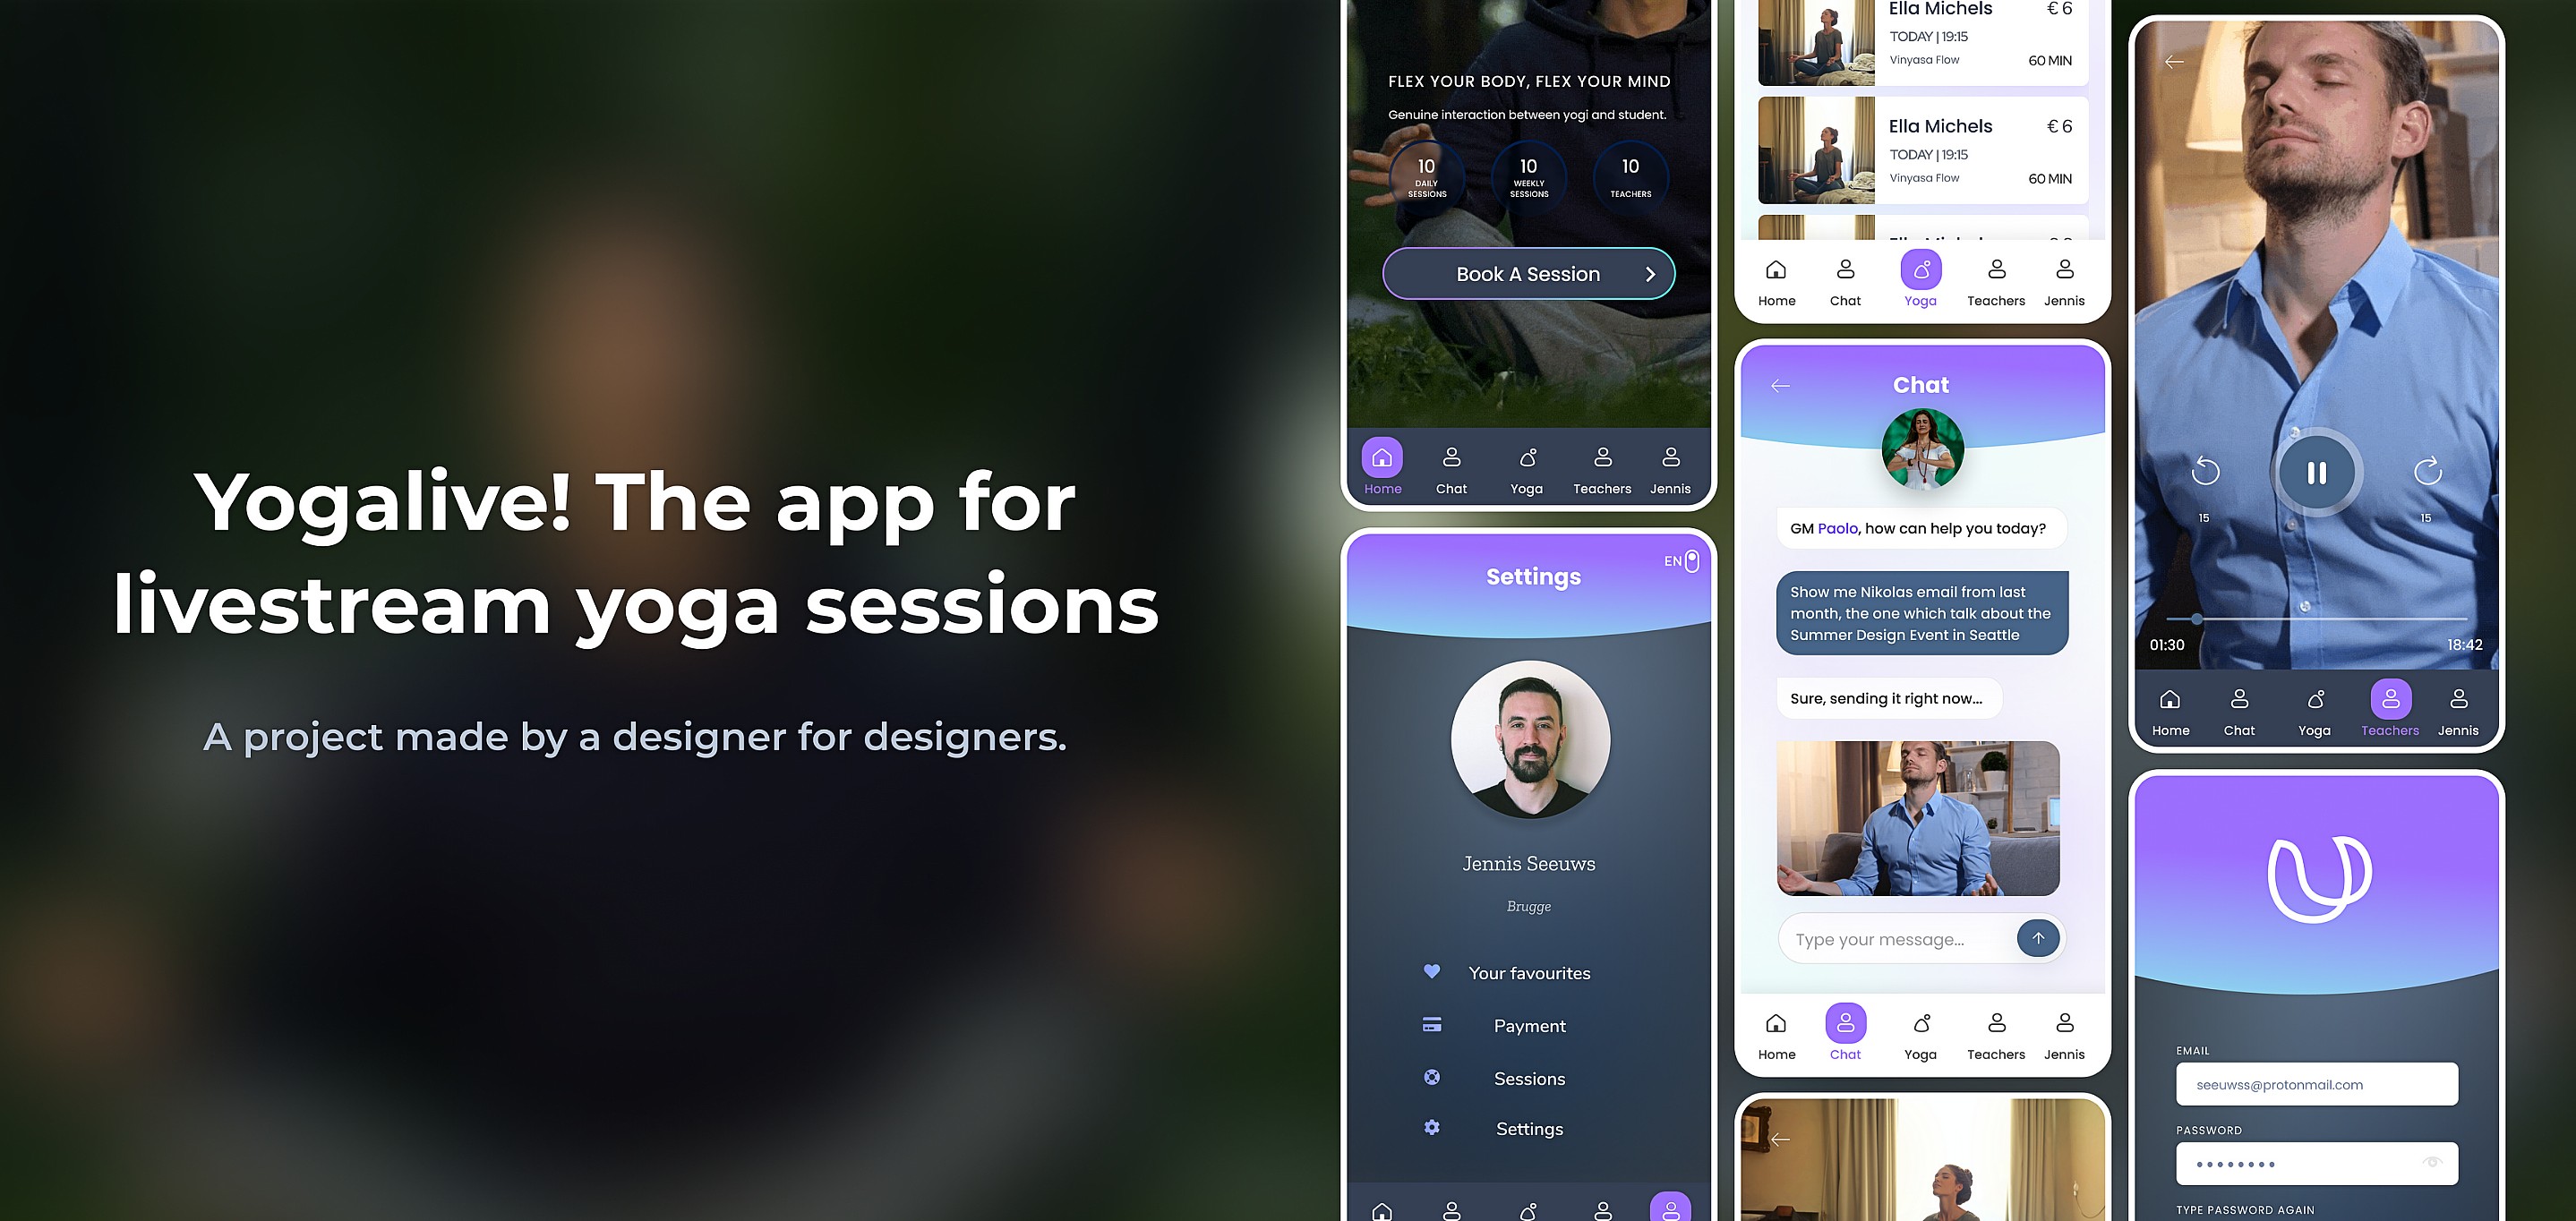 Yogalive! The app for
livestream yoga sessions
A project made by a designer for designers.
FLEX YOUR BODY, FLEX YOUR MIND
Genuine interaction between yogi and student.
10
DAILY
SESSIONS
10
WEEKLY
SESSIONS
10
TEACHERS
Book A Session
Home Chat Yoga Teachers Jennis
EN
Settings
Jennis Seeuws
Brugge
Your favourites
Payment
Sessions
Settings
Ella Michels €6
TODAY | 19:15
Vinyasa Flow 60 MIN
Ella Michels €6
TODAY | 19:15
Vinyasa Flow 60 MIN
Home Chat Yoga Teachers Jennis
Chat
GM Paolo, how can help you today?
Show me Nikolas email from last
month, the one which talk about the
Summer Design Event in Seattle
Sure, sending it right now...
Type your message...
Home Chat Yoga Teachers Jennis
15 15
01:30 18:42
Home Chat Yoga Teachers Jennis
EMAIL
seeuwss@protonmail.com
PASSWORD
TYPE PASSWORD AGAIN